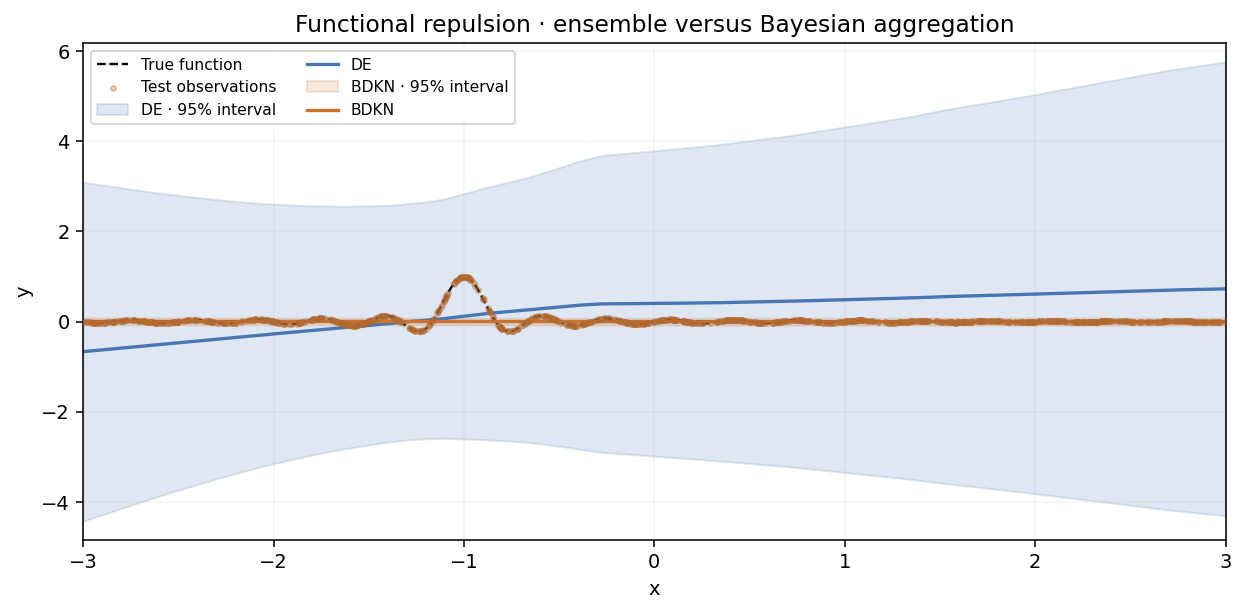 Functional repulsion · ensemble versus Bayesian aggregation
True function
Test observations
DE · 95% interval
DE
BDKN · 95% interval
BDKN
y
6
4
2
0
−2
−4
−3
−2
−1
0
1
2
3
x